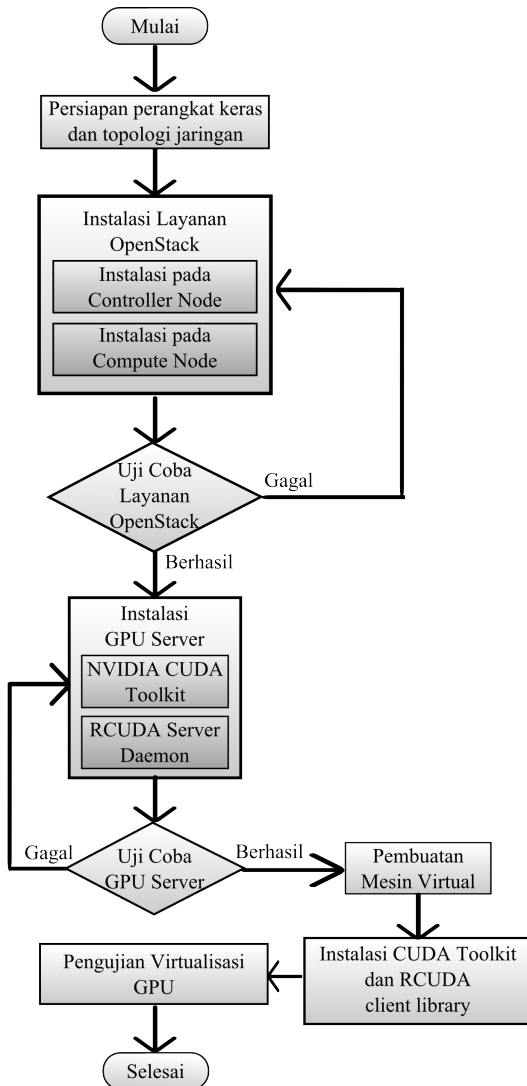 Mulai
Persiapan perangkat keras
dan topologi jaringan
Instalasi Layanan
OpenStack
Instalasi pada
Controller Node
Instalasi pada
Compute Node
Uji Coba
Layanan
OpenStack
Gagal
Berhasil
Instalasi
GPU Server
NVIDIA CUDA
Toolkit
RCUDA Server
Daemon
Gagal
Uji Coba
GPU Server
Berhasil
Pembuatan
Mesin Virtual
Instalasi CUDA Toolkit
dan RCUDA
client library
Pengujian Virtualisasi
GPU
Selesai